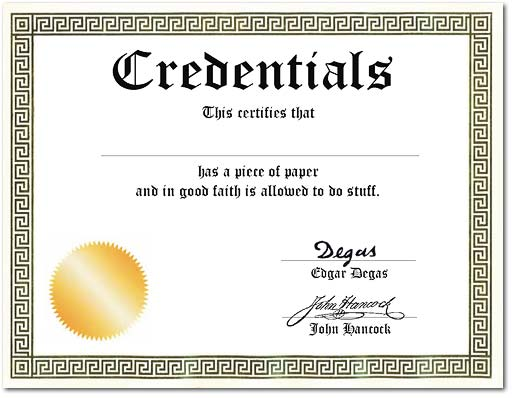 Credentials
This certifies that
has a piece of paper
and in good faith is allowed to do stuff.
Degas
Edgar Degas
John Hancock
John Hancock